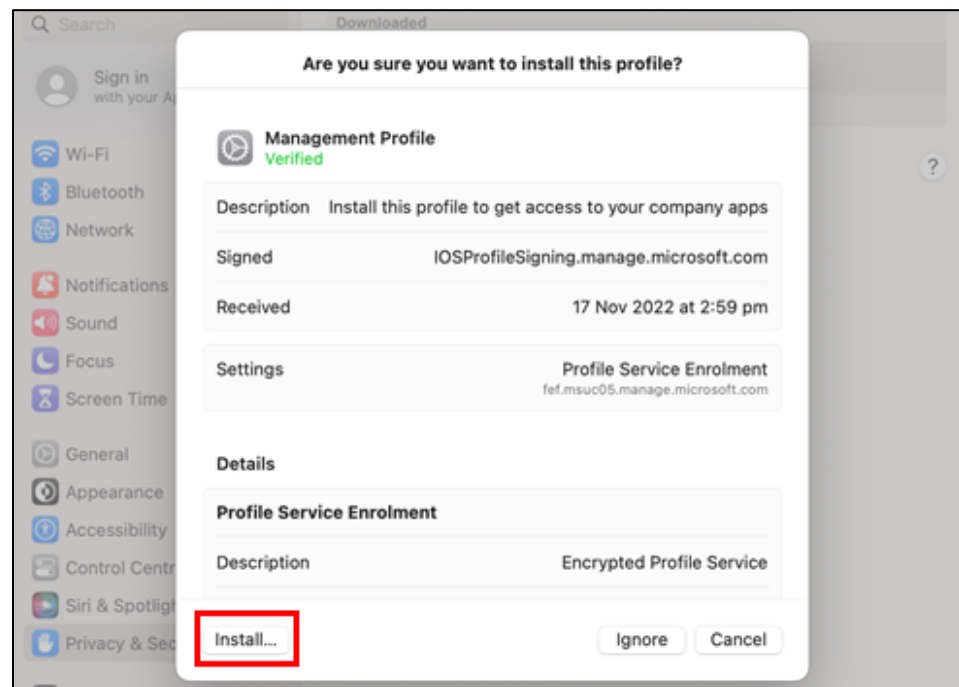 Search
Downloaded
Are you sure you want to install this profile?
Sign in
with your A
Management Profile
Verified
Wi-Fi
Bluetooth
Network
Notifications
Sound
Focus
Screen Time
General
Appearance
Accessibility
Control Centr
Siri & Spotligh
Privacy & Sec
?
Description Install this profile to get access to your company apps
Signed IOSProfileSigning.manage.microsoft.com
Received 17 Nov 2022 at 2:59 pm
Settings Profile Service Enrolment
fef.msuc05.manage.microsoft.com
Details
Profile Service Enrolment
Description Encrypted Profile Service
Install... Ignore Cancel